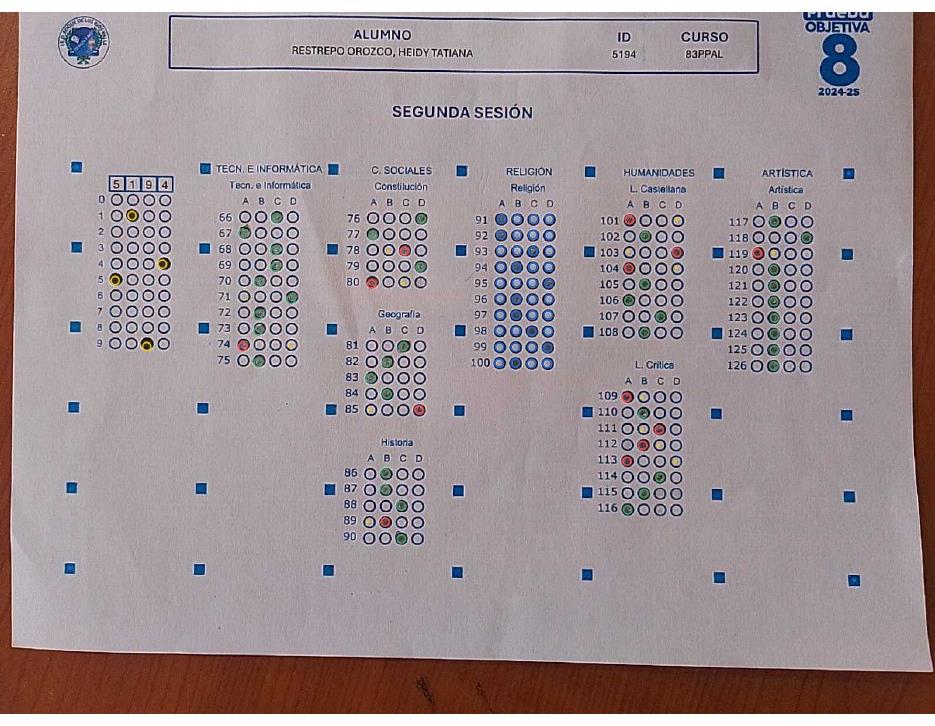 Prueba
OBJETIVA
8
2024-25
ALUMNO ID CURSO
RESTREPO OROZCO, HEIDY TATIANA 5194 83PPAL
SEGUNDA SESIÓN
5 1 9 4
0
1
2
3
4
5
6
7
8
9
TECN. E INFORMÁTICA
Tecn. e Informática
A B C D
66
67
68
69
70
71
72
73
74
75
C. SOCIALES
Constitución
A B C D
76
77
78
79
80
Geografía
A B C D
81
82
83
84
85
Historia
A B C D
86
87
88
89
90
RELIGIÓN
Religión
A B C D
91
92
93
94
95
96
97
98
99
100
HUMANIDADES
L. Castellana
A B C D
101
102
103
104
105
106
107
108
L. Crítica
A B C D
109
110
111
112
113
114
115
116
ARTÍSTICA
Artística
A B C D
117
118
119
120
121
122
123
124
125
126